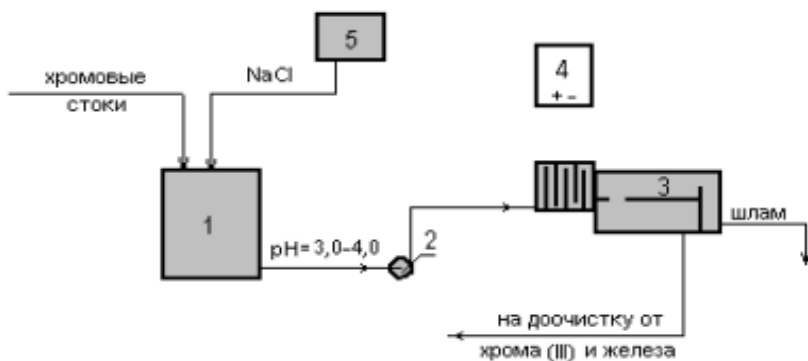 5
4
+ -
хромовые
стоки
NaCl
3
1
2
шлам
pH= 3,0-4,0
на доочистку от
хрома (III) и железа